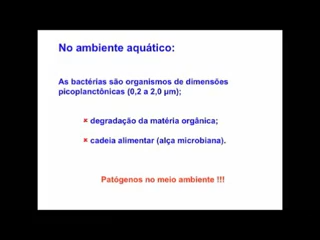 No ambiente aquático:
As bactérias são organismos de dimensões
picoplanctônicas (0,2 a 2,0 µm);
degradação da matéria orgânica;
cadeia alimentar (alça microbiana).
Patógenos no meio ambiente !!!